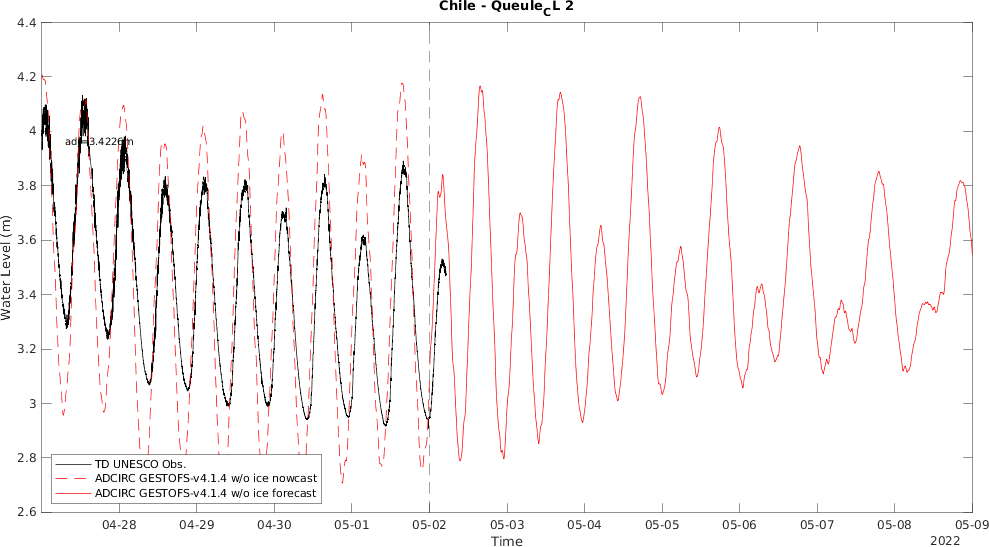 Chile - Queule_CL 2
4.4
4.2
4
3.8
3.6
3.4
3.2
3
2.8
2.6
Water Level (m)
adj=3.4226m
TD UNESCO Obs.
ADCIRC GESTOFS-v4.1.4 w/o ice nowcast
ADCIRC GESTOFS-v4.1.4 w/o ice forecast
04-28 04-29 04-30 05-01 05-02 05-03 05-04 05-05 05-06 05-07 05-08 05-09
Time
2022